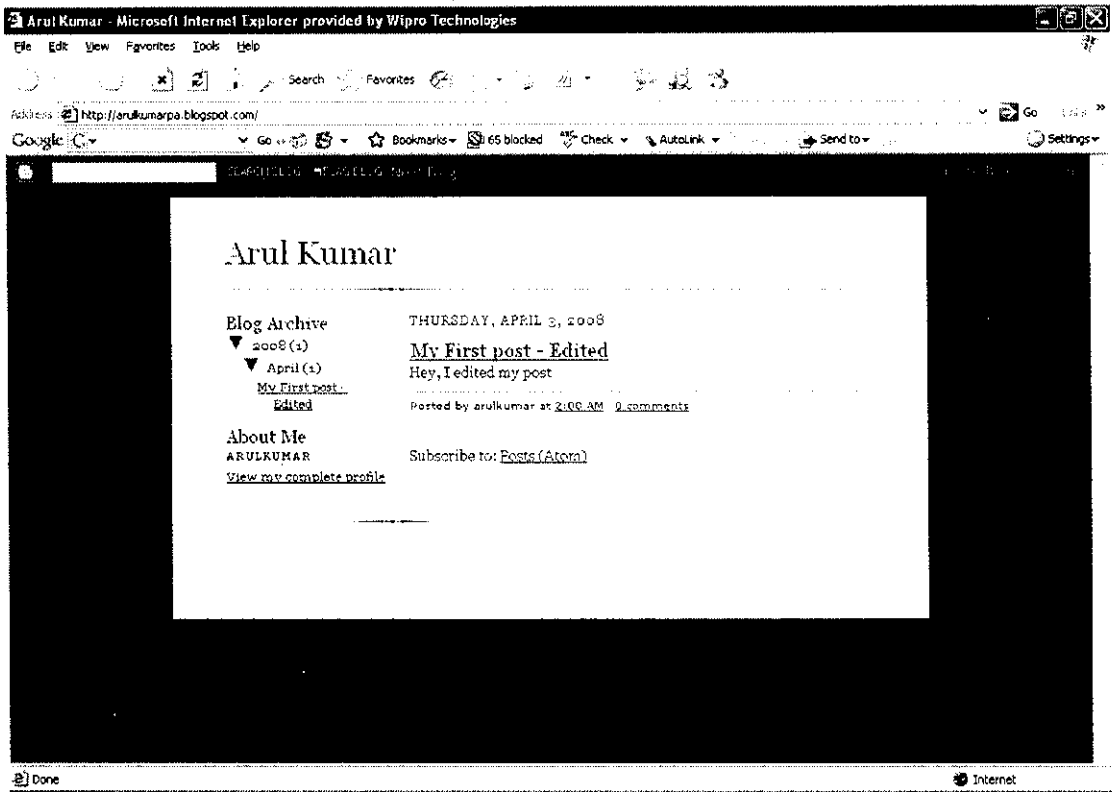 Arul Kumar - Microsoft Internet Explorer provided by Wipro Technologies
File Edit View Favorites Tools Help
Search Favorites
Address http://arulkumarpa.blogspot.com/ Go
Google Go Bookmarks 65 blocked Check AutoLink Send to Settings
Arul Kumar
Blog Archive
▼ 2008 (1)
▼ April (1)
My First post -
Edited
About Me
ARULKUMAR
View my complete profile
THURSDAY, APRIL 3, 2008
My First post - Edited
Hey, I edited my post
Posted by arulkumar at 2:00 AM 0 comments
Subscribe to: Posts (Atom)
Done Internet